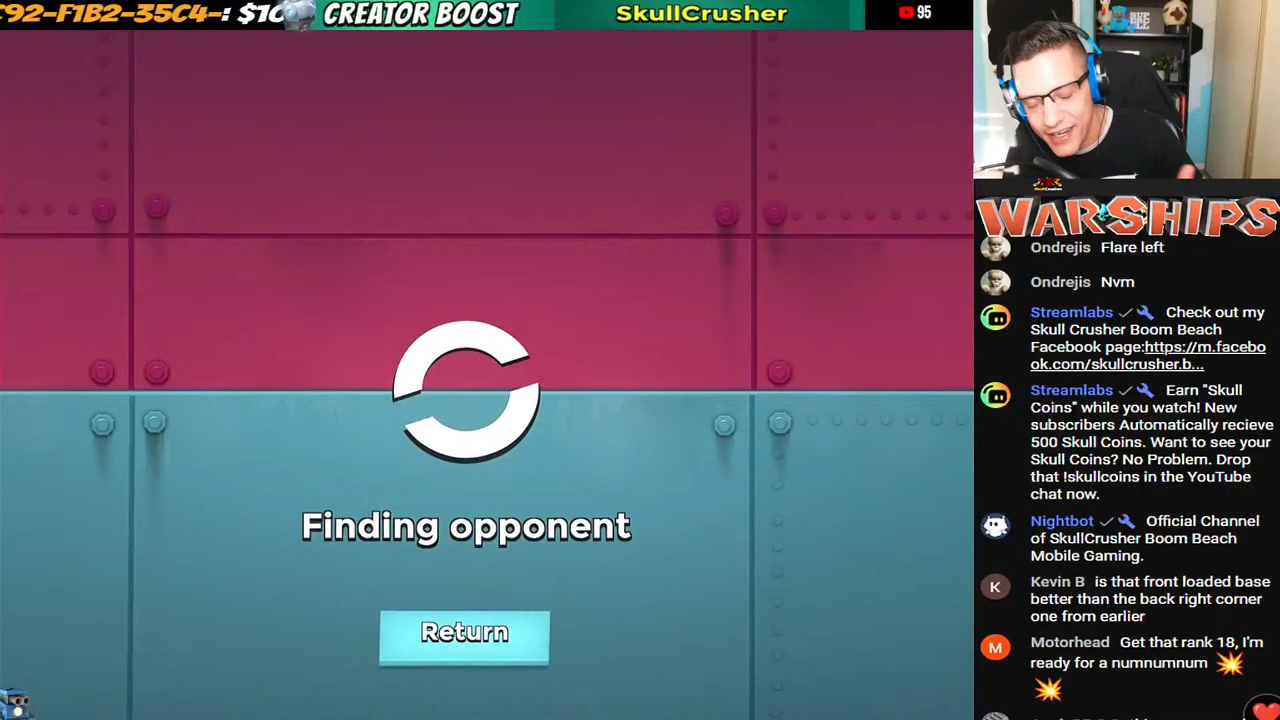 C92-F1B2-35C4-: $10
CREATOR BOOST
SkullCrusher
95
WARSHIPS
Ondrejis Flare left
Ondrejis Nvm
Streamlabs Check out my
Skull Crusher Boom Beach
Facebook page:https://m.facebo
ok.com/skullcrusher.b...
Streamlabs Earn "Skull
Coins" while you watch! New
subscribers Automatically recieve
500 Skull Coins. Want to see your
Skull Coins? No Problem. Drop
that !skullcoins in the YouTube
chat now.
Nightbot Official Channel
of SkullCrusher Boom Beach
Mobile Gaming.
K Kevin B is that front loaded base
better than the back right corner
one from earlier
M Motorhead Get that rank 18, I'm
ready for a numnumnum
Finding opponent
Return